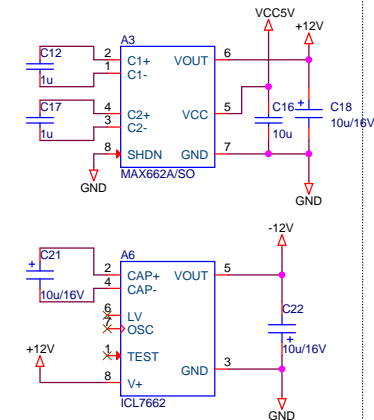 VCC5V
+12V
C12
1u
C17
1u
A3
2 C1+ VOUT 6
1 C1-
4 C2+ VCC 5
3 C2-
8 SHDN GND 7
MAX662A/SO
GND
C16
10u
C18
10u/16V
GND
-12V
C21
10u/16V
A6
2 CAP+ VOUT 5
4 CAP-
6 LV
7 OSC
1 TEST
8 V+ GND 3
ICL7662
+12V
C22
10u/16V
GND